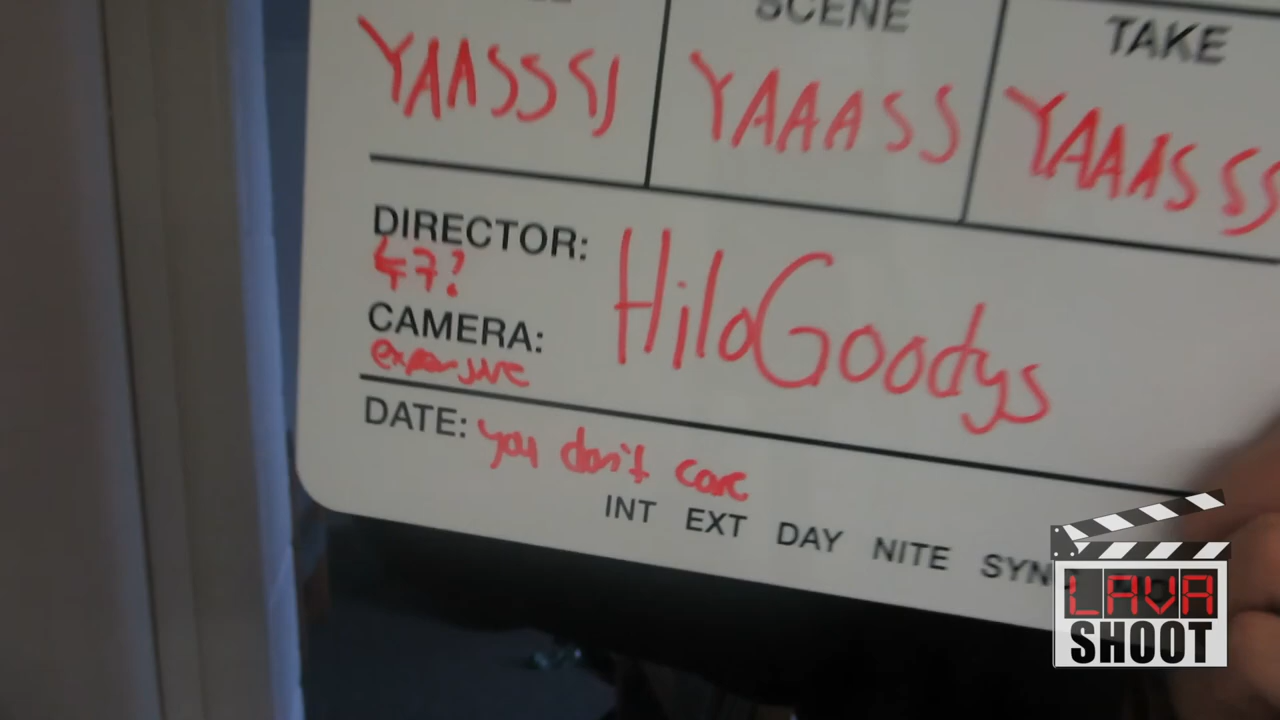 SCENE
TAKE
YAASSSS
YAAASS
YAAASSS
DIRECTOR:
47?
HiloGoodys
CAMERA:
expensive
DATE: you don't care
INT EXT DAY NITE SYN
LAVA
SHOOT